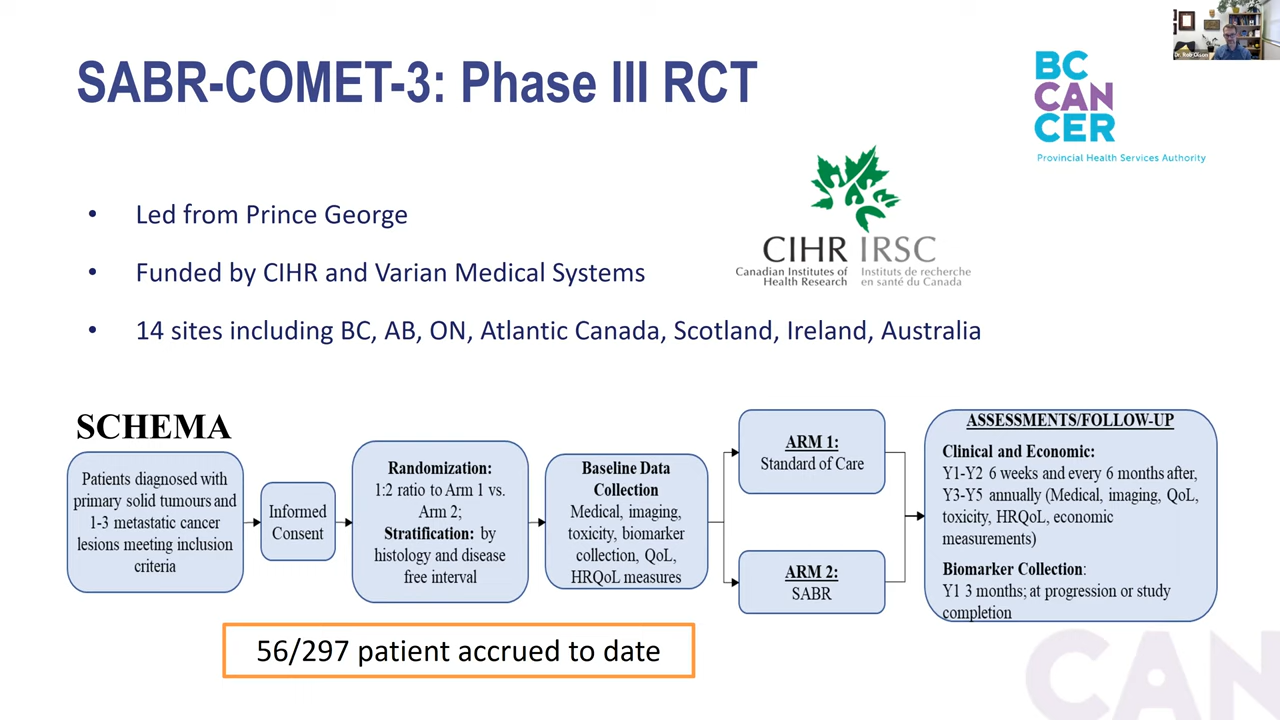 SABR-COMET-3: Phase III RCT
Dr. Rob Olson
BC
CAN
CER
Provincial Health Services Authority
• Led from Prince George
• Funded by CIHR and Varian Medical Systems
• 14 sites including BC, AB, ON, Atlantic Canada, Scotland, Ireland, Australia
CIHR IRSC
Canadian Institutes of Instituts de recherche
Health Research en santé du Canada
SCHEMA
Patients diagnosed with
primary solid tumours and
1-3 metastatic cancer
lesions meeting inclusion
criteria
Informed
Consent
Randomization:
1:2 ratio to Arm 1 vs.
Arm 2;
Stratification: by
histology and disease
free interval
Baseline Data
Collection
Medical, imaging,
toxicity, biomarker
collection, QoL,
HRQoL measures
ARM 1:
Standard of Care
ARM 2:
SABR
ASSESSMENTS/FOLLOW-UP
Clinical and Economic:
Y1-Y2 6 weeks and every 6 months after,
Y3-Y5 annually (Medical, imaging, QoL,
toxicity, HRQoL, economic
measurements)
Biomarker Collection:
Y1 3 months; at progression or study
completion
56/297 patient accrued to date
CAN